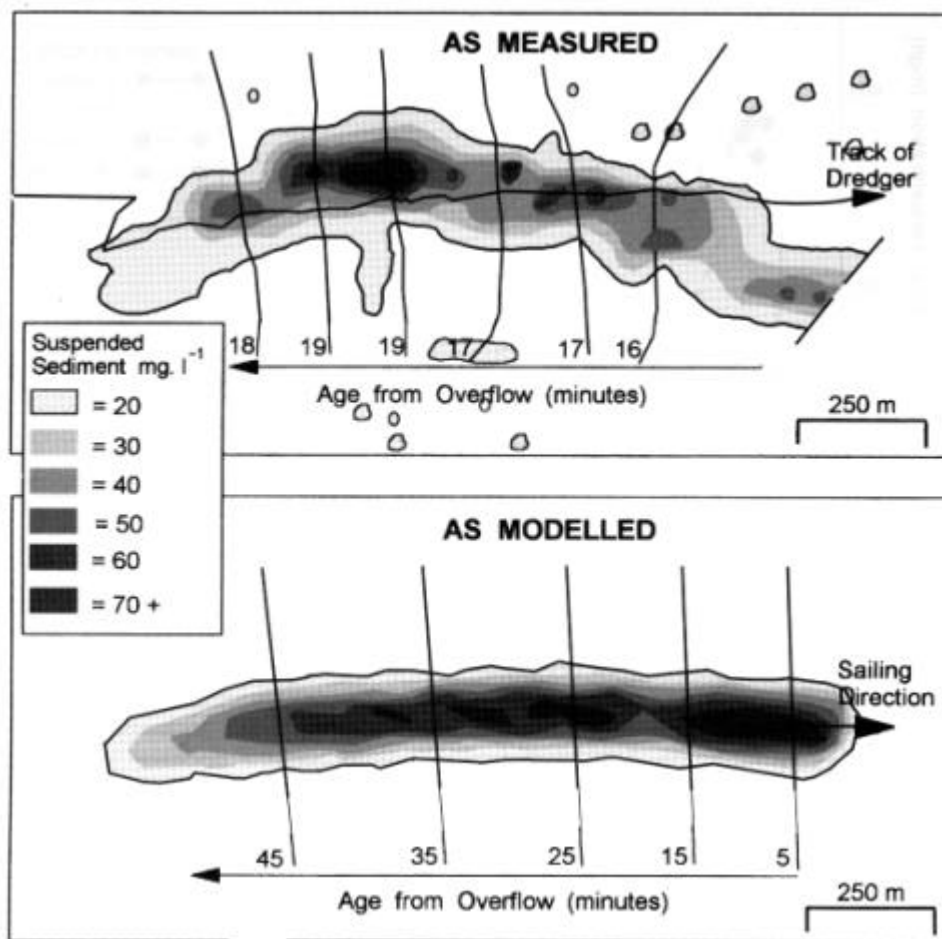 AS MEASURED
Track of
Dredger
18 19 19 17 17 16
Age from Overflow (minutes)
250 m
Suspended
Sediment mg. l⁻¹
= 20
= 30
= 40
= 50
= 60
= 70 +
AS MODELLED
Sailing
Direction
45 35 25 15 5
Age from Overflow (minutes)
250 m